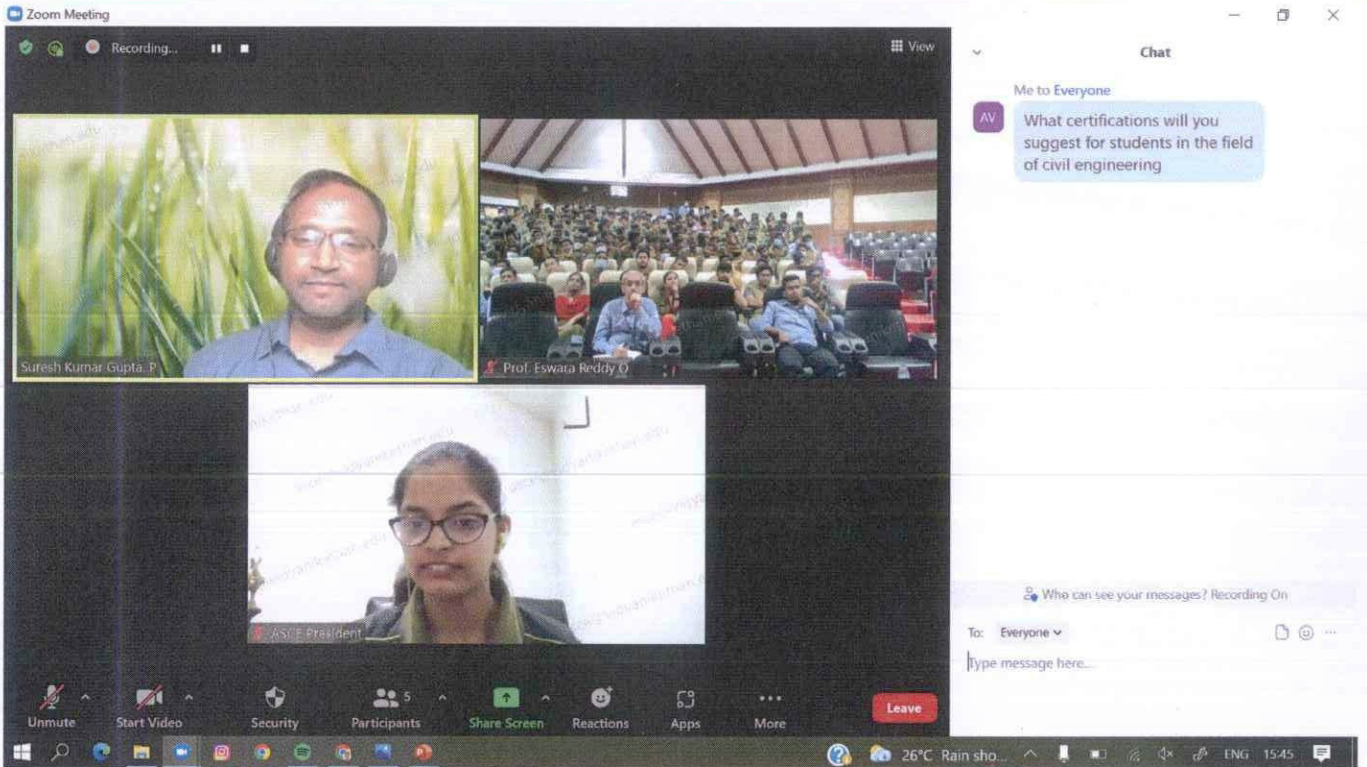 Zoom Meeting
Recording...
View
Suresh Kumar Gupta. P
Prof. Eswara Reddy O
ASCE President
Chat
Me to Everyone
AV
What certifications will you
suggest for students in the field
of civil engineering
Who can see your messages? Recording On
To: Everyone
Type message here...
Unmute
Start Video
Security
5
Participants
Share Screen
Reactions
Apps
More
Leave
26°C Rain sho...
ENG 15:45